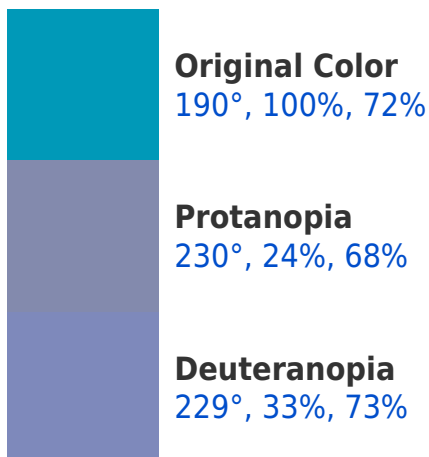 Original Color
190°, 100%, 72%
Protanopia
230°, 24%, 68%
Deuteranopia
229°, 33%, 73%